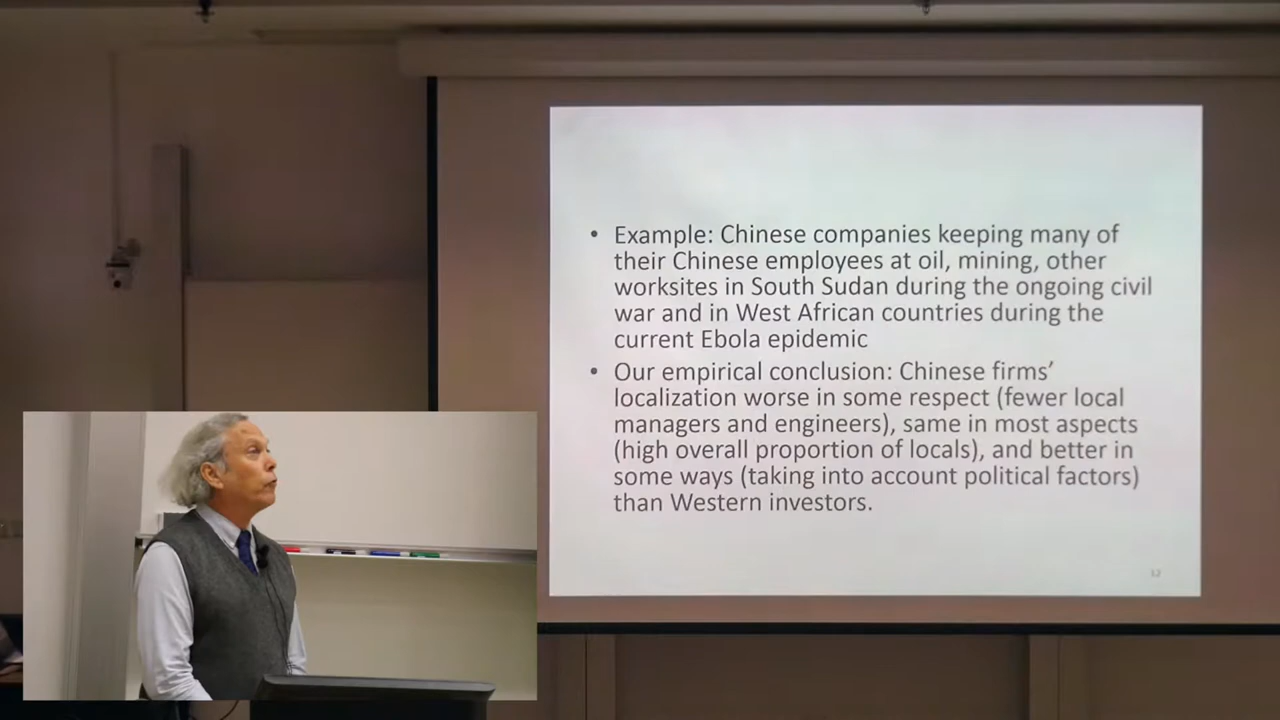 • Example: Chinese companies keeping many of
their Chinese employees at oil, mining, other
worksites in South Sudan during the ongoing civil
war and in West African countries during the
current Ebola epidemic
• Our empirical conclusion: Chinese firms’
localization worse in some respect (fewer local
managers and engineers), same in most aspects
(high overall proportion of locals), and better in
some ways (taking into account political factors)
than Western investors.
12